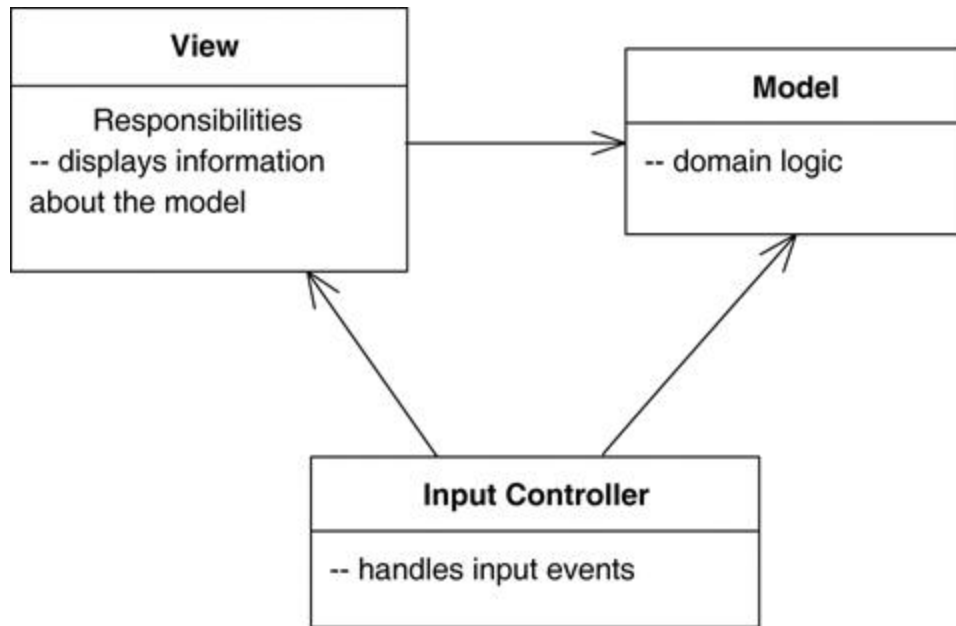 View
Responsibilities
-- displays information
about the model
Model
-- domain logic
Input Controller
-- handles input events